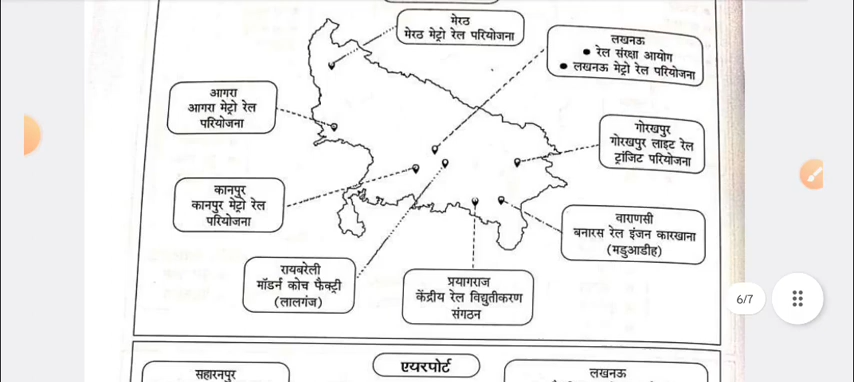 मेरठ
मेरठ मेट्रो रेल परियोजना
लखनऊ
● रेल संरक्षा आयोग
● लखनऊ मेट्रो रेल परियोजना
आगरा
आगरा मेट्रो रेल
परियोजना
गोरखपुर
गोरखपुर लाइट रेल
ट्रांजिट परियोजना
कानपुर
कानपुर मेट्रो रेल
परियोजना
वाराणसी
बनारस रेल इंजन कारखाना
(मडुआडीह)
रायबरेली
मॉडर्न कोच फैक्ट्री
(लालगंज)
प्रयागराज
केंद्रीय रेल विद्युतीकरण
संगठन
6/7
एयरपोर्ट
सहारनपुर
लखनऊ